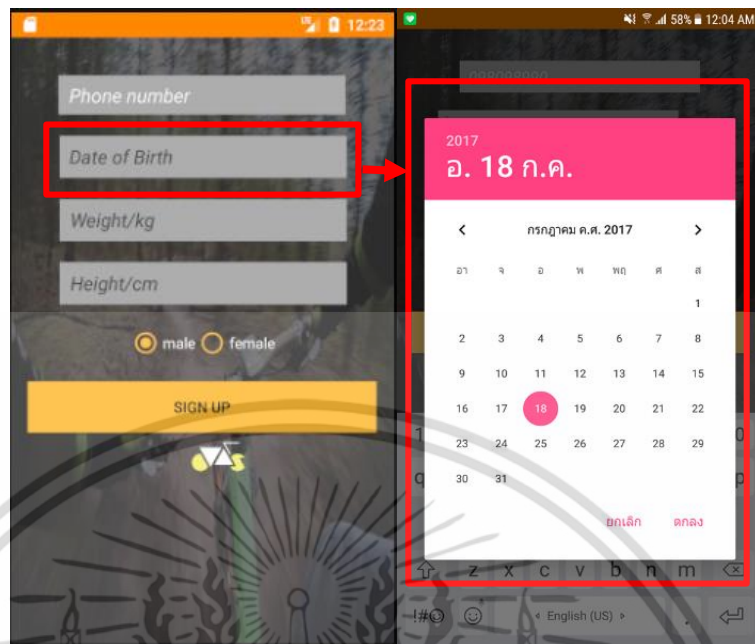 12:23
Phone number
Date of Birth
Weight/kg
Height/cm
male female
SIGN UP
58% 12:04 AM
098098980
2017
อ. 18 ก.ค.
กรกฎาคม ค.ศ. 2017
อา จ อ พ พฤ ศ ส
1
2 3 4 5 6 7 8
9 10 11 12 13 14 15
16 17 18 19 20 21 22
23 24 25 26 27 28 29
30 31
ยกเลิก ตกลง
1 0
q p
z x c v b n m
!#☺ English (US) .